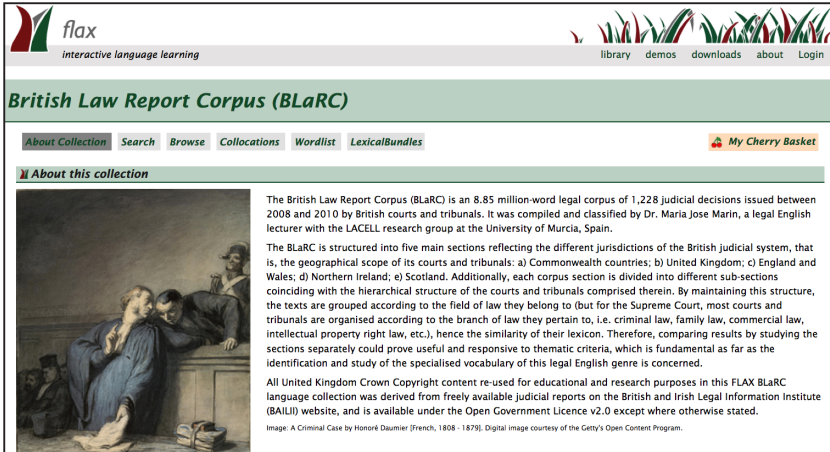 flax
interactive language learning
library demos downloads about Login
British Law Report Corpus (BLaRC)
About Collection Search Browse Collocations Wordlist LexicalBundles My Cherry Basket
About this collection
The British Law Report Corpus (BLaRC) is an 8.85 million-word legal corpus of 1,228 judicial decisions issued between
2008 and 2010 by British courts and tribunals. It was compiled and classified by Dr. Maria Jose Marin, a legal English
lecturer with the LACELL research group at the University of Murcia, Spain.
The BLaRC is structured into five main sections reflecting the different jurisdictions of the British judicial system, that
is, the geographical scope of its courts and tribunals: a) Commonwealth countries; b) United Kingdom; c) England and
Wales; d) Northern Ireland; e) Scotland. Additionally, each corpus section is divided into different sub-sections
coinciding with the hierarchical structure of the courts and tribunals comprised therein. By maintaining this structure,
the texts are grouped according to the field of law they belong to (but for the Supreme Court, most courts and
tribunals are organised according to the branch of law they pertain to, i.e. criminal law, family law, commercial law,
intellectual property right law, etc.), hence the similarity of their lexicon. Therefore, comparing results by studying the
sections separately could prove useful and responsive to thematic criteria, which is fundamental as far as the
identification and study of the specialised vocabulary of this legal English genre is concerned.
All United Kingdom Crown Copyright content re-used for educational and research purposes in this FLAX BLaRC
language collection was derived from freely available judicial reports on the British and Irish Legal Information Institute
(BAILII) website, and is available under the Open Government Licence v2.0 except where otherwise stated.
Image: A Criminal Case by Honoré Daumier [French, 1808 - 1879]. Digital image courtesy of the Getty's Open Content Program.